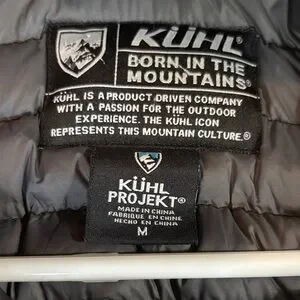 KÜHL®
BORN IN THE
MOUNTAINS®
KÜHL IS A PRODUCT DRIVEN COMPANY
WITH A PASSION FOR THE OUTDOOR
EXPERIENCE. THE KÜHL ICON
REPRESENTS THIS MOUNTAIN CULTURE.®
KÜHL
PROJEKT®
MADE IN CHINA
FABRIQUÉ EN CHINE
HECHO EN CHINA
M